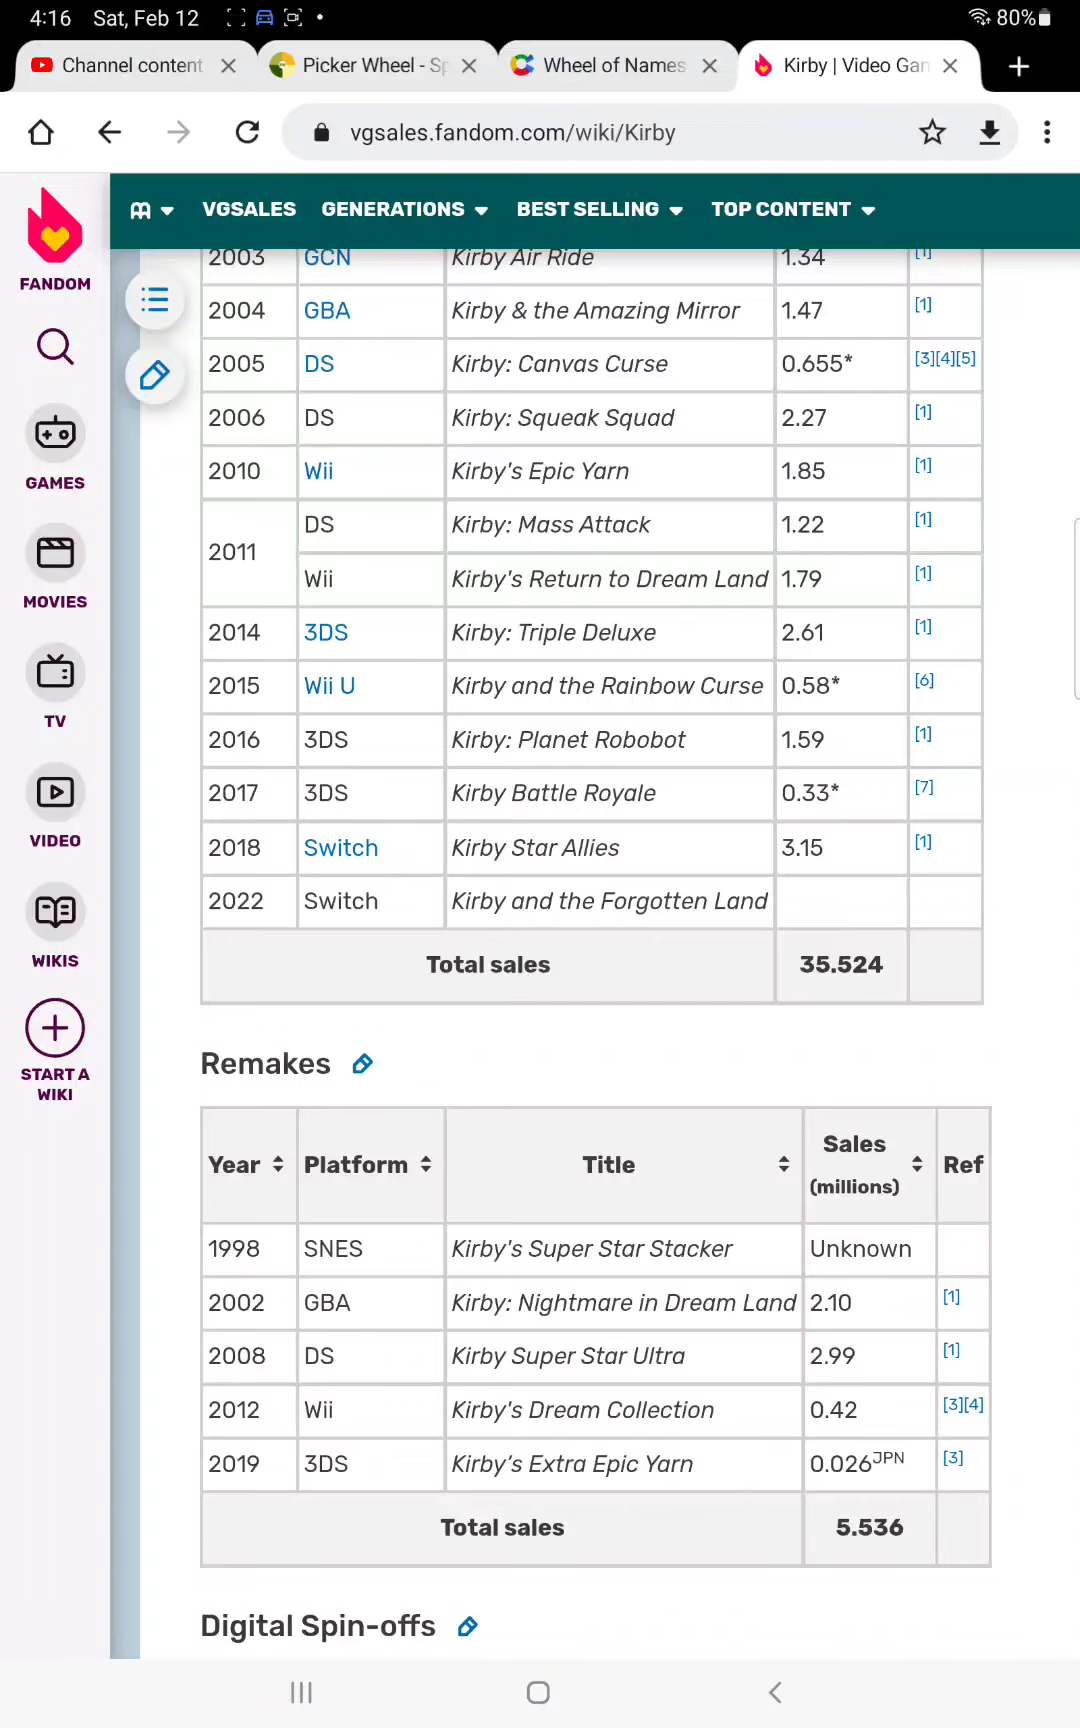 4:16 Sat, Feb 12 80%
Channel content Picker Wheel - Sp Wheel of Names Kirby | Video Gan
vgsales.fandom.com/wiki/Kirby
VGSALES GENERATIONS BEST SELLING TOP CONTENT
FANDOM
GAMES
MOVIES
TV
VIDEO
WIKIS
START A
WIKI
2003 GCN Kirby Air Ride 1.34 [1]
2004 GBA Kirby & the Amazing Mirror 1.47 [1]
2005 DS Kirby: Canvas Curse 0.655* [3][4][5]
2006 DS Kirby: Squeak Squad 2.27 [1]
2010 Wii Kirby's Epic Yarn 1.85 [1]
2011 DS Kirby: Mass Attack 1.22 [1]
Wii Kirby's Return to Dream Land 1.79 [1]
2014 3DS Kirby: Triple Deluxe 2.61 [1]
2015 Wii U Kirby and the Rainbow Curse 0.58* [6]
2016 3DS Kirby: Planet Robobot 1.59 [1]
2017 3DS Kirby Battle Royale 0.33* [7]
2018 Switch Kirby Star Allies 3.15 [1]
2022 Switch Kirby and the Forgotten Land
Total sales 35.524
Remakes
Year Platform Title Sales (millions) Ref
1998 SNES Kirby's Super Star Stacker Unknown
2002 GBA Kirby: Nightmare in Dream Land 2.10 [1]
2008 DS Kirby Super Star Ultra 2.99 [1]
2012 Wii Kirby's Dream Collection 0.42 [3][4]
2019 3DS Kirby's Extra Epic Yarn 0.026JPN [3]
Total sales 5.536
Digital Spin-offs